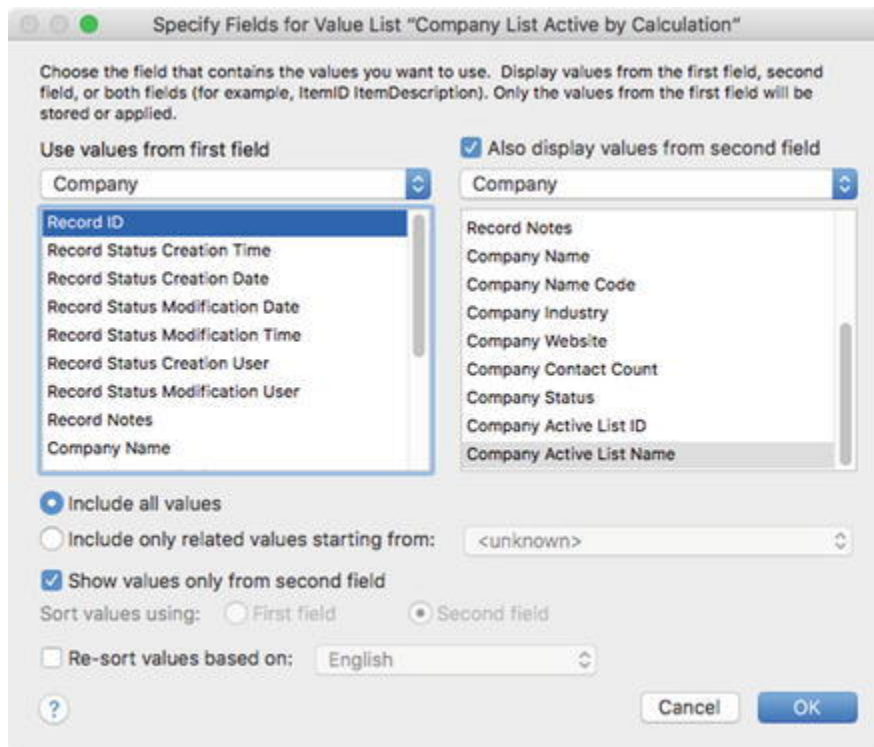 Specify Fields for Value List “Company List Active by Calculation”
Choose the field that contains the values you want to use. Display values from the first field, second
field, or both fields (for example, ItemID ItemDescription). Only the values from the first field will be
stored or applied.
Use values from first field
Also display values from second field
Company
Company
Record ID
Record Status Creation Time
Record Status Creation Date
Record Status Modification Date
Record Status Modification Time
Record Status Creation User
Record Status Modification User
Record Notes
Company Name
Record Notes
Company Name
Company Name Code
Company Industry
Company Website
Company Contact Count
Company Status
Company Active List ID
Company Active List Name
Include all values
Include only related values starting from:
<unknown>
Show values only from second field
Sort values using:
First field
Second field
Re-sort values based on:
English
?
Cancel
OK